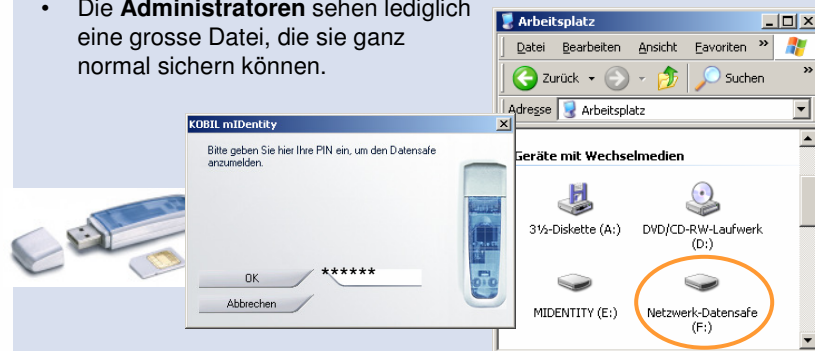 • Die Administratoren sehen lediglich
eine grosse Datei, die sie ganz
normal sichern können.
Arbeitsplatz
Datei Bearbeiten Ansicht Favoriten »
Zurück Suchen »
Adresse Arbeitsplatz
Geräte mit Wechselmedien
3½-Diskette (A:) DVD/CD-RW-Laufwerk
(D:)
MIDENTITY (E:) Netzwerk-Datensafe
(F:)
KOBIL mIDentity
Bitte geben Sie hier Ihre PIN ein, um den Datensafe
anzumelden.
OK ******
Abbrechen